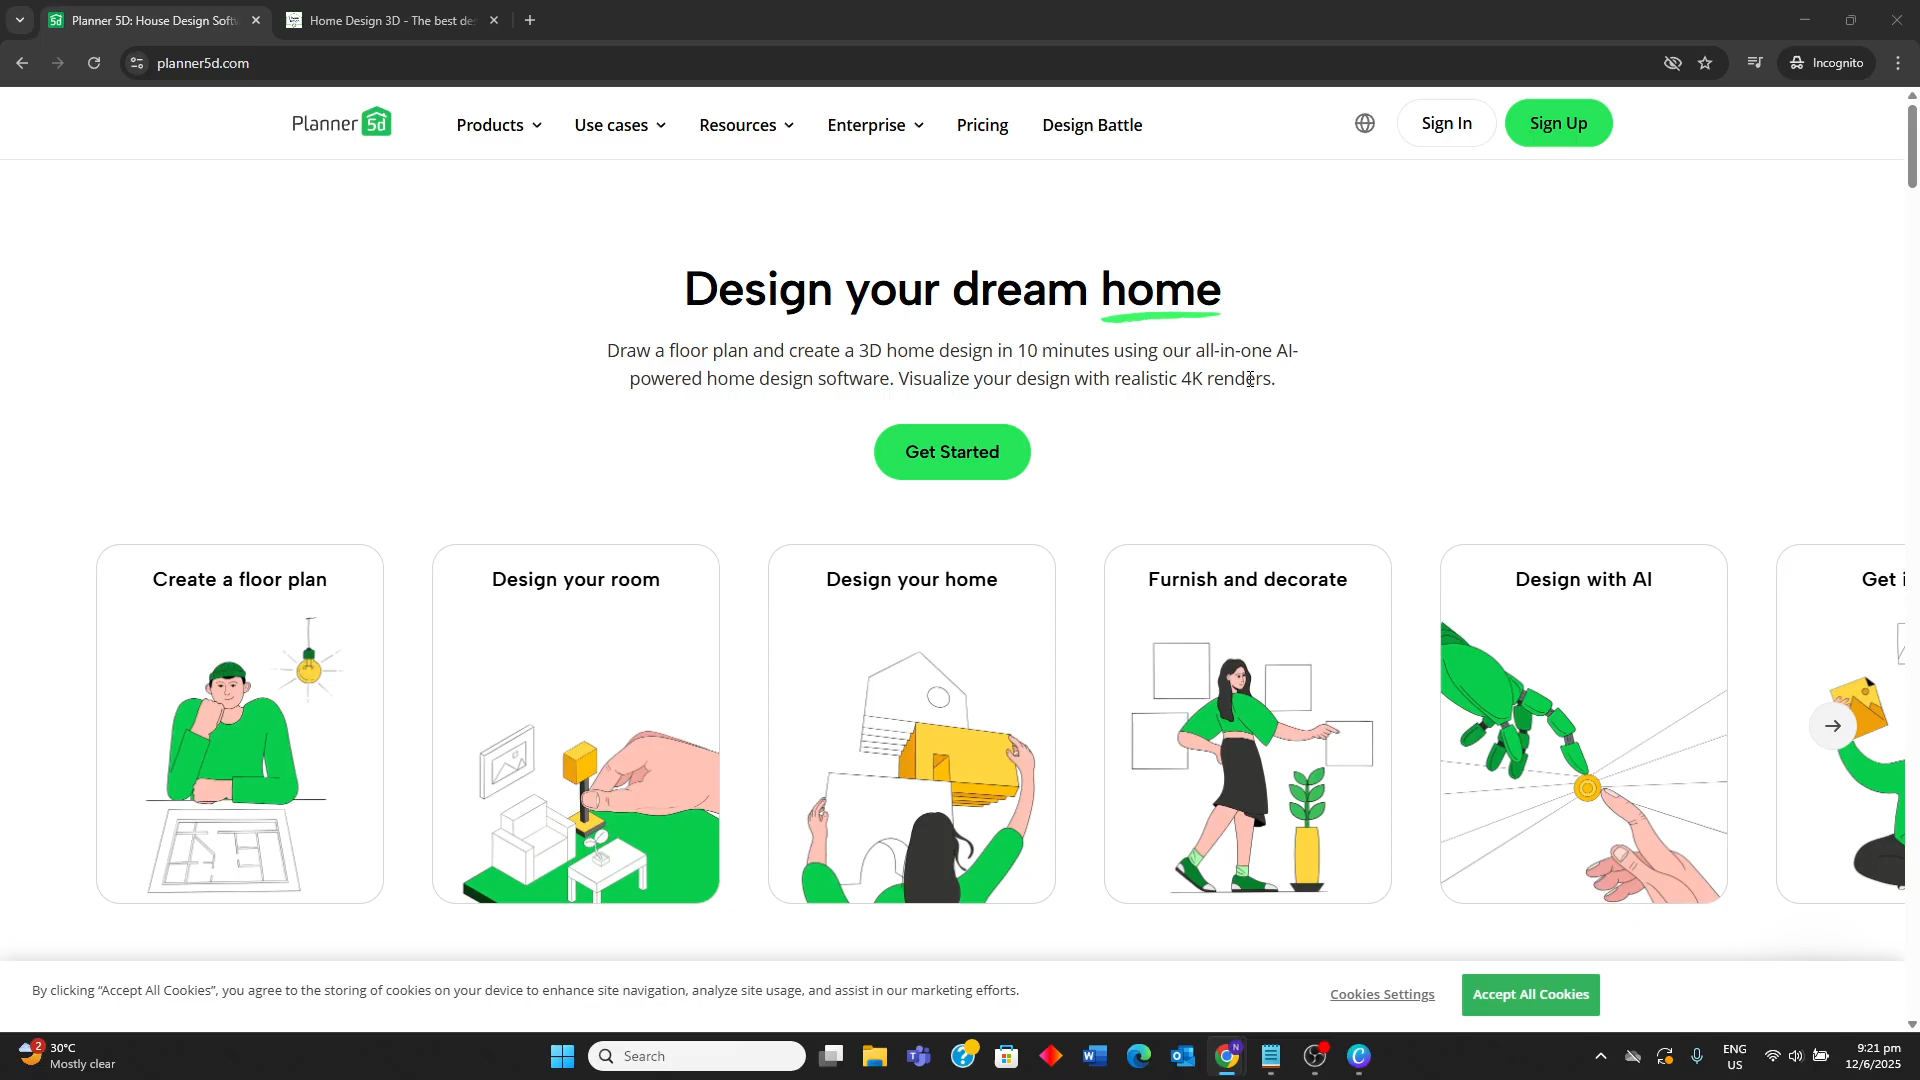 Planner 5D: House Design Softw
Home Design 3D - The best de
planner5d.com
Incognito
Planner 5d
Products
Use cases
Resources
Enterprise
Pricing
Design Battle
Sign In
Sign Up
Design your dream home
Draw a floor plan and create a 3D home design in 10 minutes using our all-in-one AI-
powered home design software. Visualize your design with realistic 4K renders.
Get Started
Create a floor plan
Design your room
Design your home
Furnish and decorate
Design with AI
Get i
By clicking “Accept All Cookies”, you agree to the storing of cookies on your device to enhance site navigation, analyze site usage, and assist in our marketing efforts.
Cookies Settings
Accept All Cookies
2
30°C
Mostly clear
Search
N
ENG
US
9:21 pm
12/6/2025